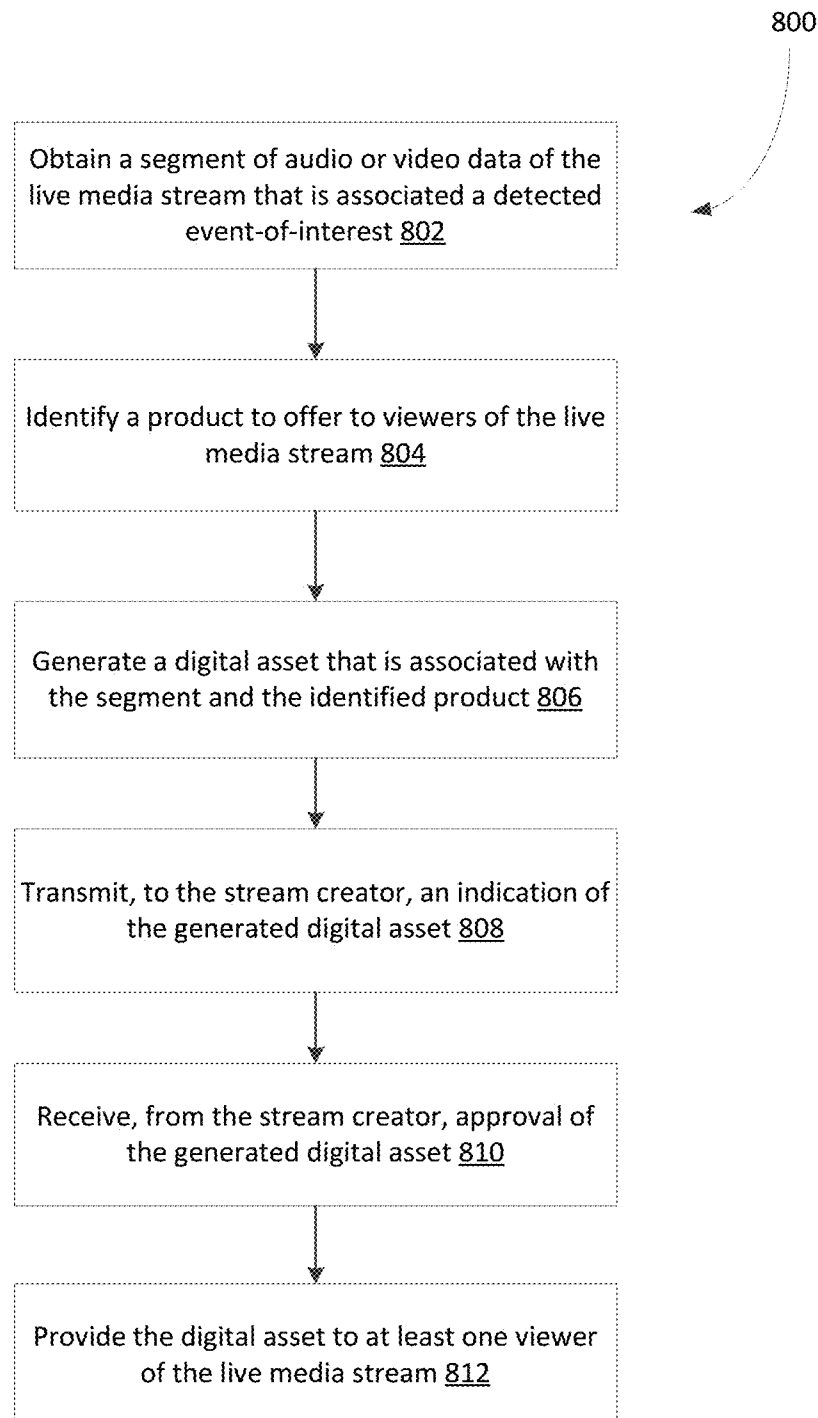 800
Obtain a segment of audio or video data of the
live media stream that is associated a detected
event-of-interest 802
Identify a product to offer to viewers of the live
media stream 804
Generate a digital asset that is associated with
the segment and the identified product 806
Transmit, to the stream creator, an indication of
the generated digital asset 808
Receive, from the stream creator, approval of
the generated digital asset 810
Provide the digital asset to at least one viewer
of the live media stream 812